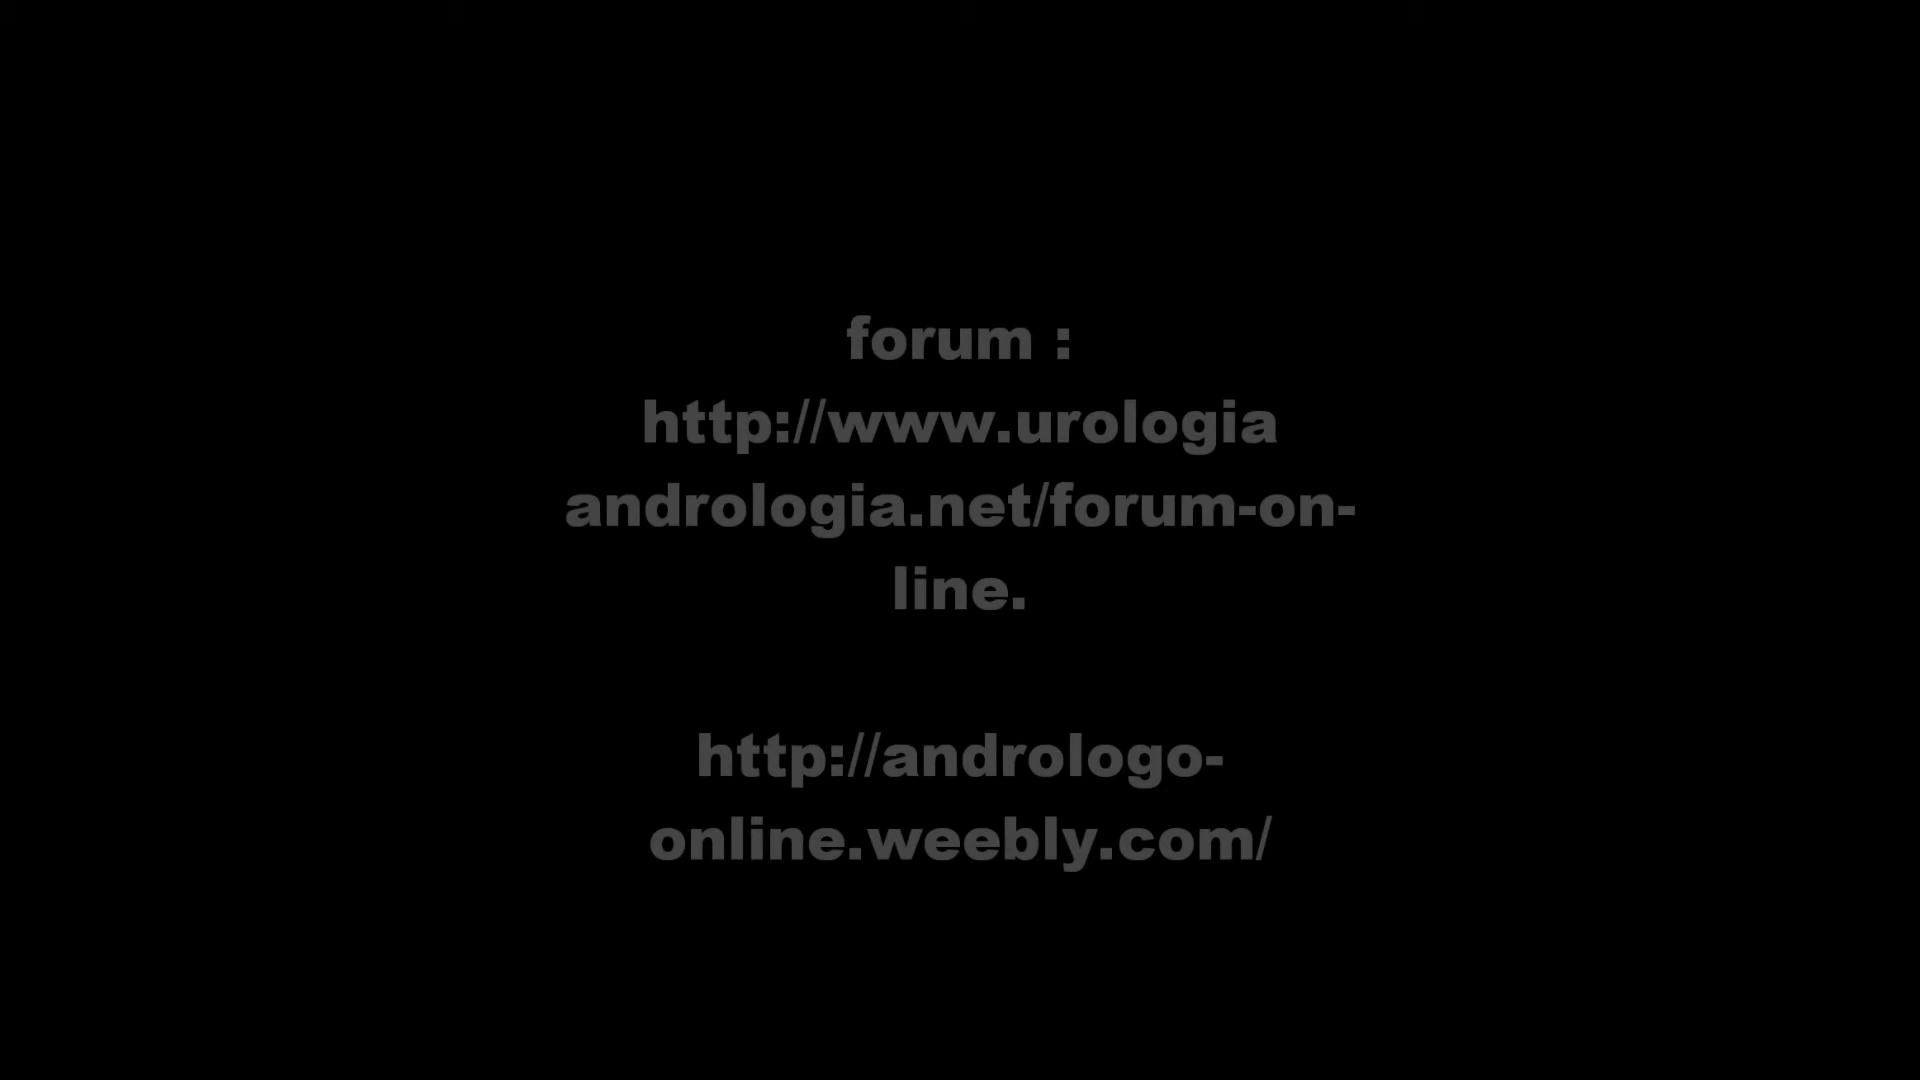 forum :
http://www.urologia
andrologia.net/forum-on-
line.
http://andrologo-
online.weebly.com/